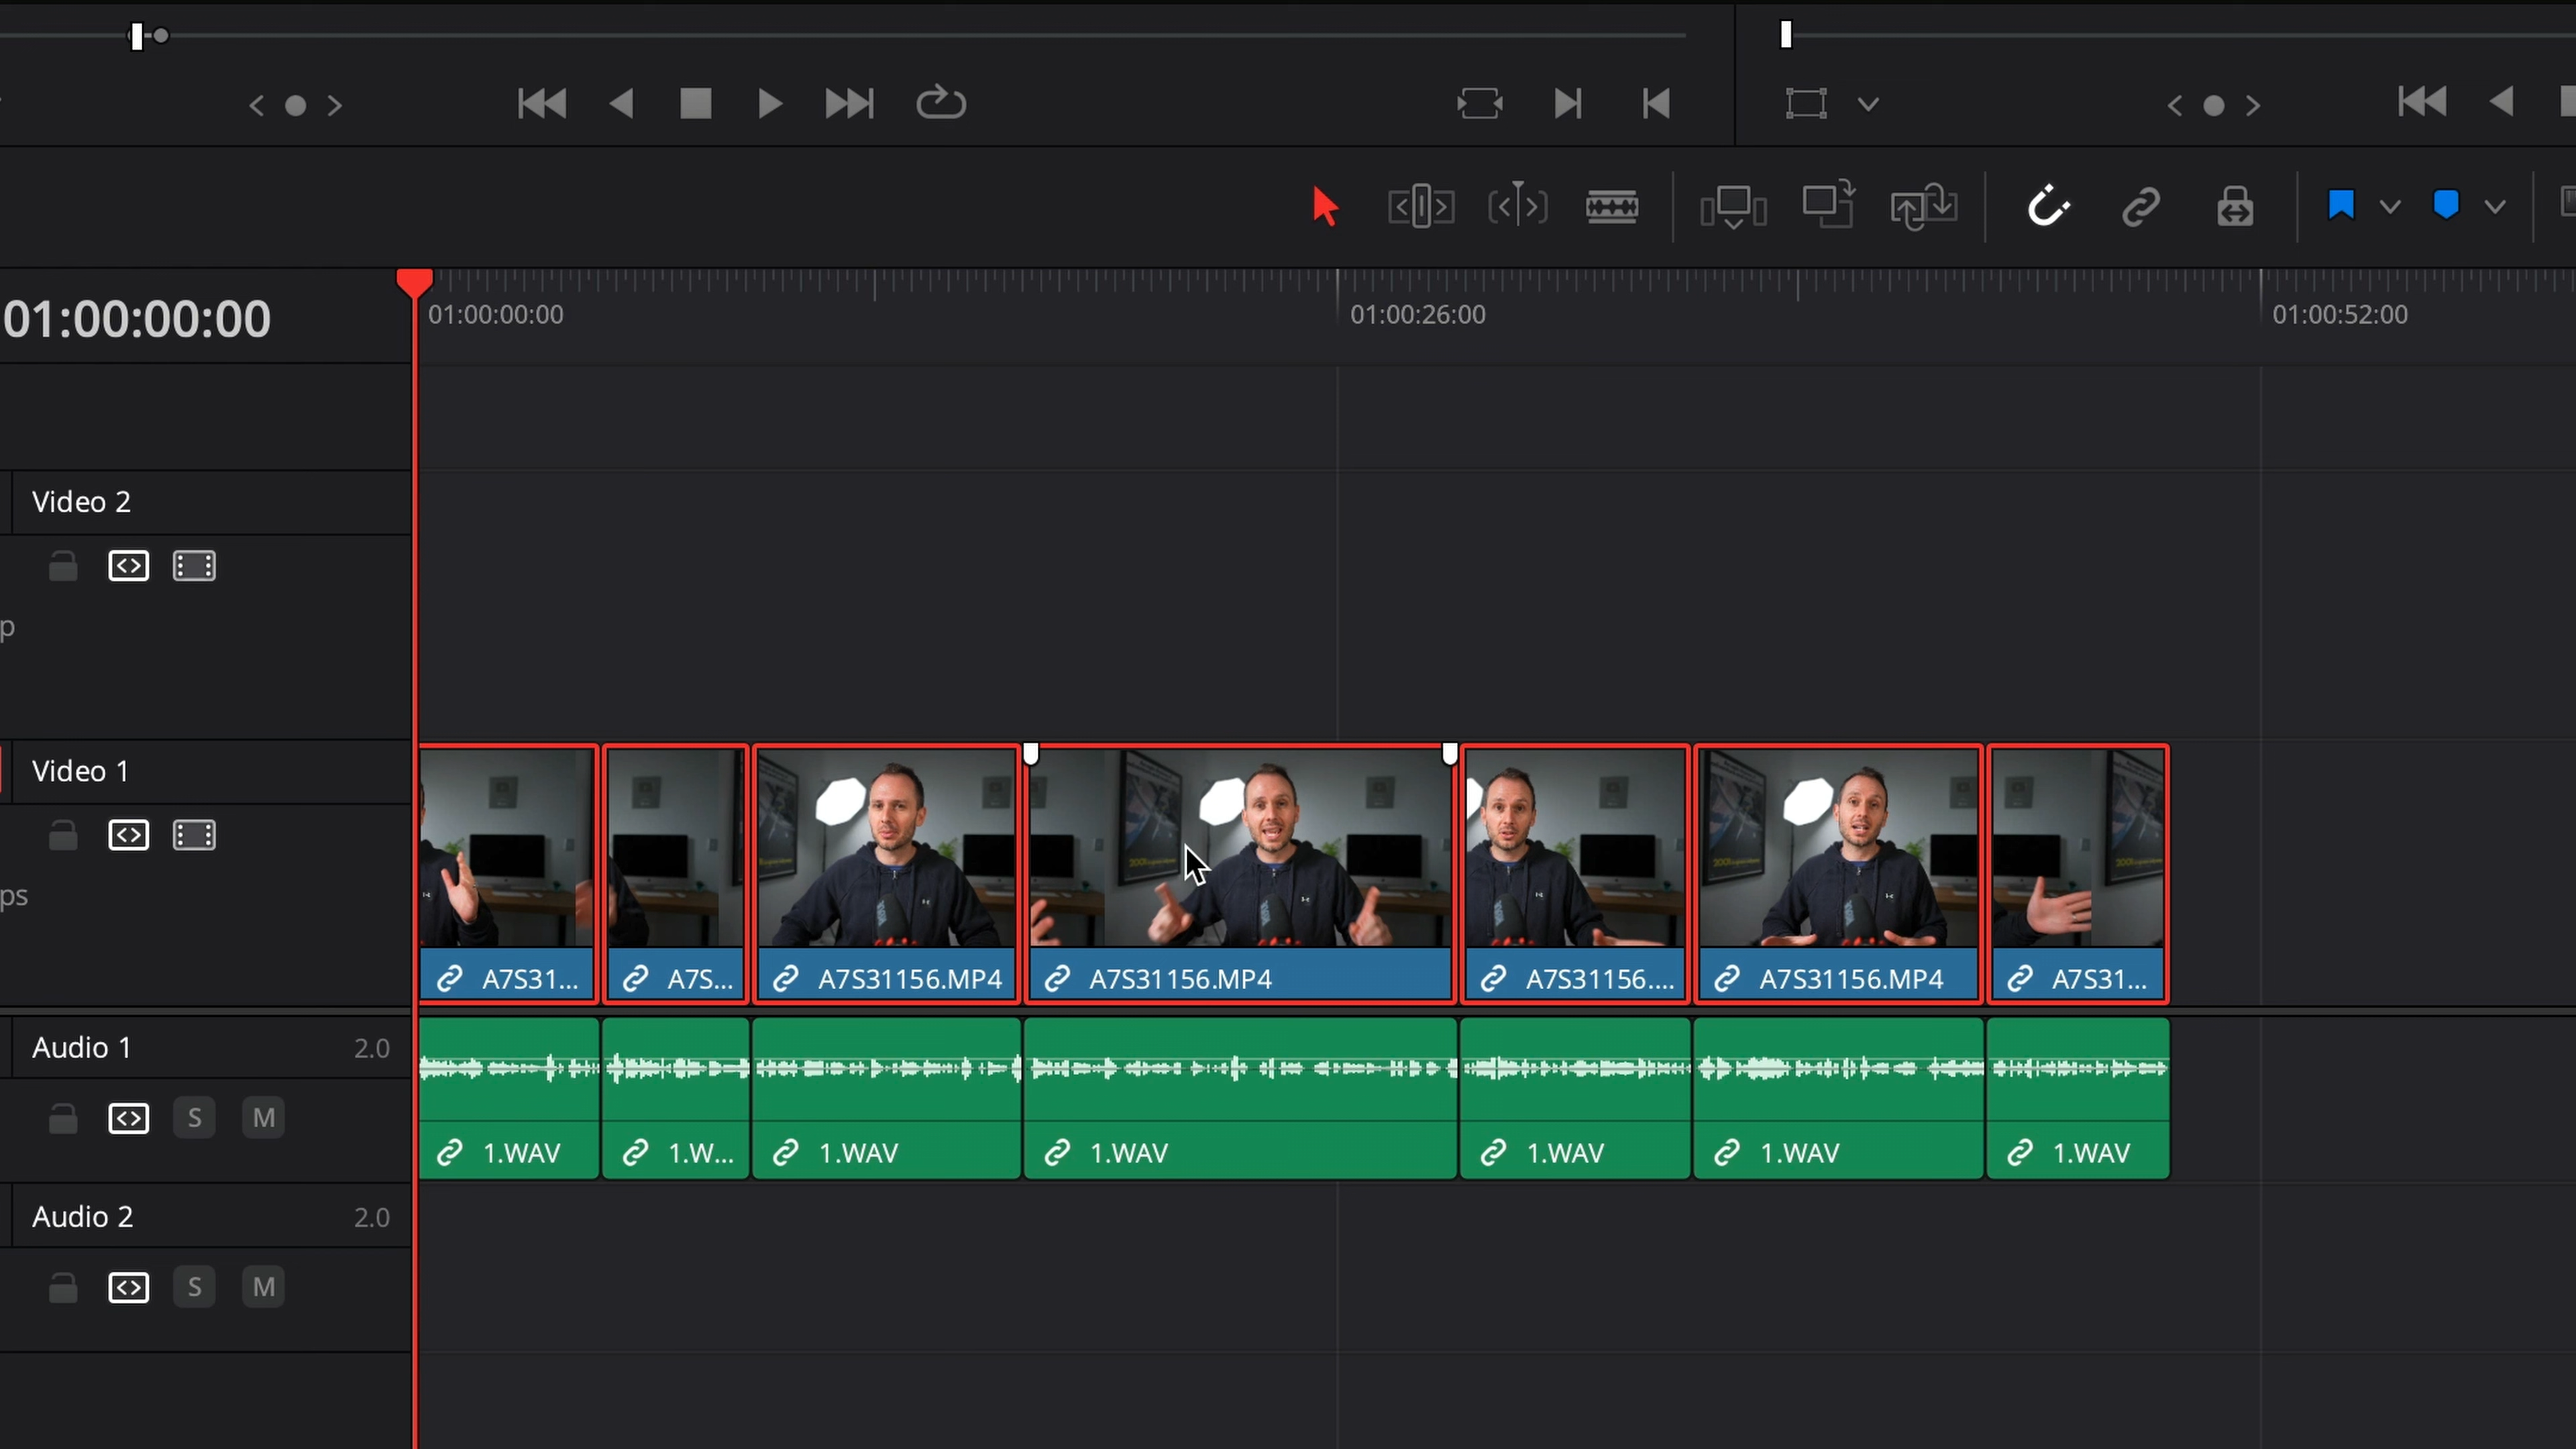 01:00:00:00
01:00:00:00
01:00:26:00
01:00:52:00
Video 2
p
Video 1
ps
A7S31...
A7S...
A7S31156.MP4
A7S31156.MP4
A7S31156....
A7S31156.MP4
A7S31...
Audio 1
2.0
S
M
1.WAV
1.W...
1.WAV
1.WAV
1.WAV
1.WAV
1.WAV
Audio 2
2.0
S
M